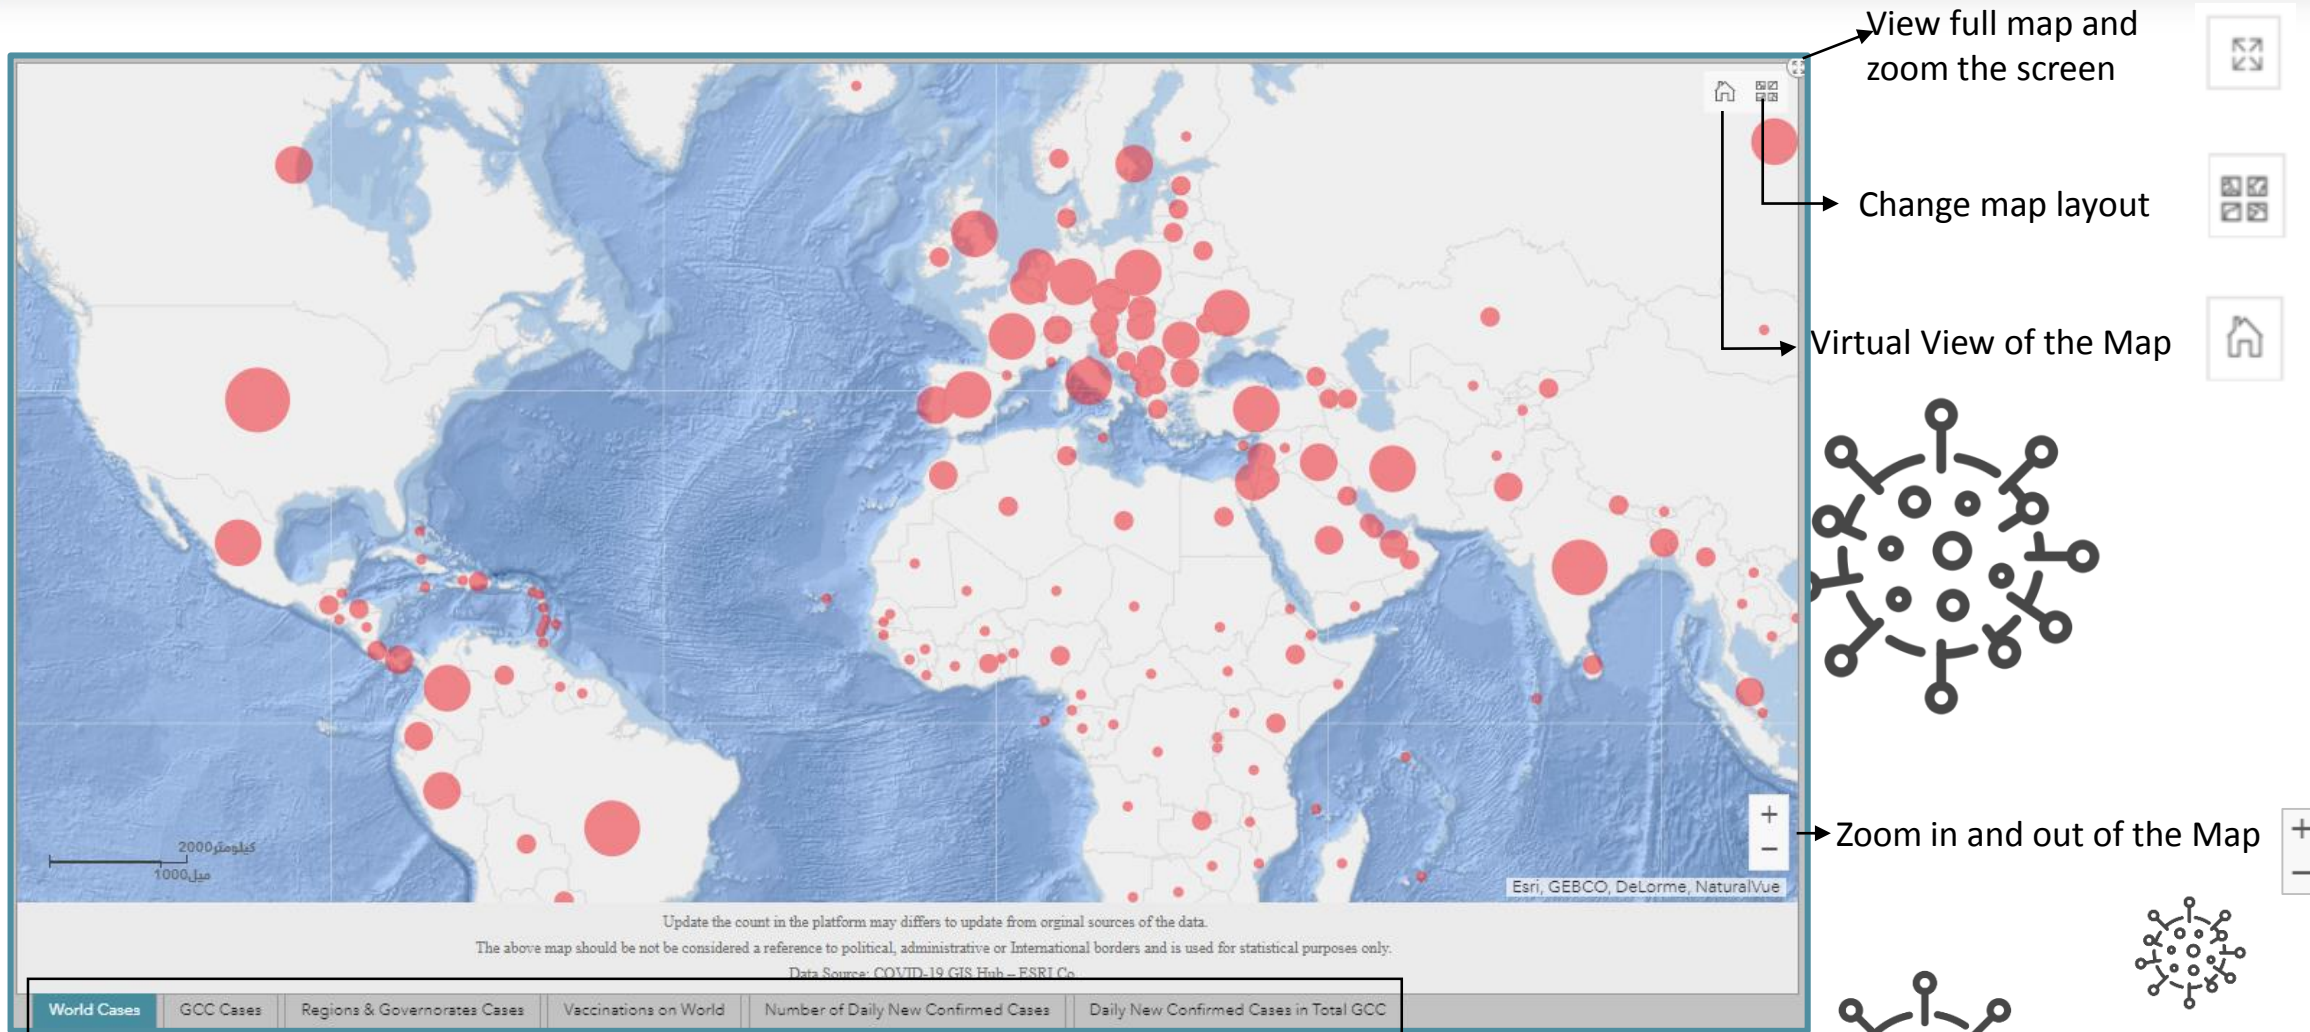 View full map and
zoom the screen
Change map layout
Virtual View of the Map
2000كيلومتر
1000ميل
+
−
Zoom in and out of the Map
+
−
Esri, GEBCO, DeLorme, NaturalVue
Update the count in the platform may differs to update from orginal sources of the data.
The above map should be not be considered a reference to political, administrative or International borders and is used for statistical purposes only.
Data Source: COVID-19 GIS Hub – ESRI Co
World Cases
GCC Cases
Regions & Governorates Cases
Vaccinations on World
Number of Daily New Confirmed Cases
Daily New Confirmed Cases in Total GCC